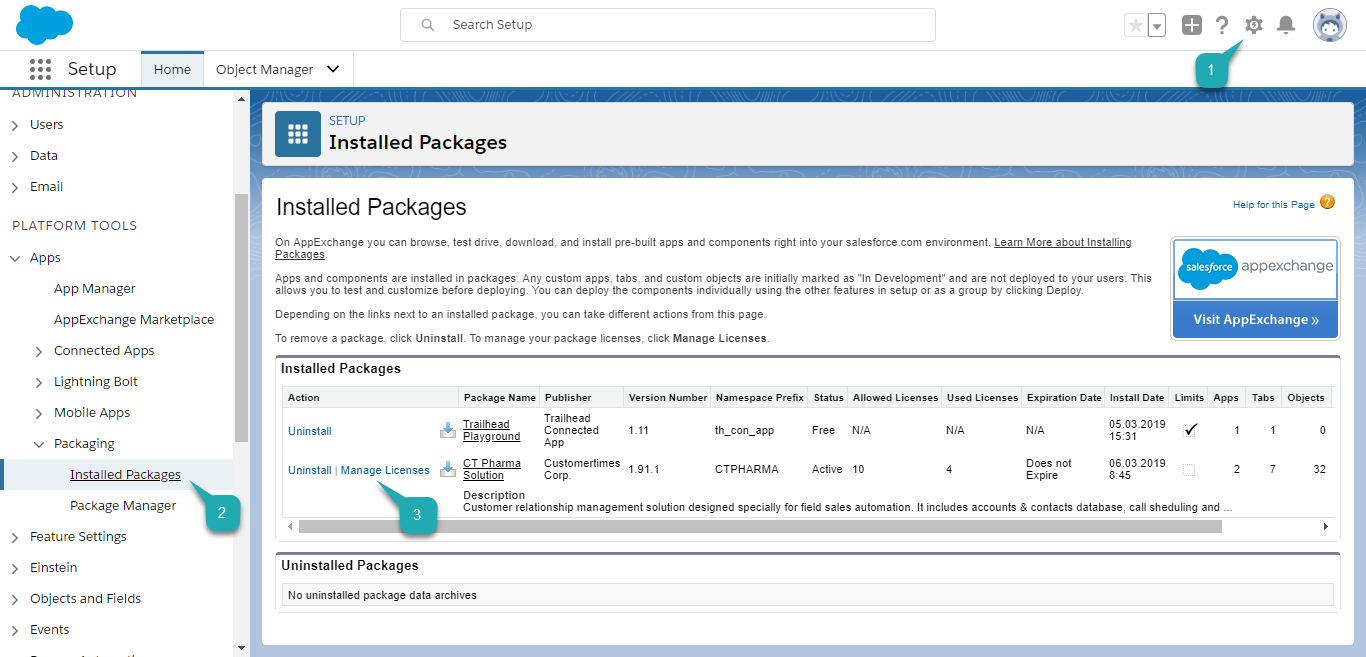 Search Setup
1
Setup
Home
Object Manager
ADMINISTRATION
Users
Data
Email
PLATFORM TOOLS
Apps
App Manager
AppExchange Marketplace
Connected Apps
Lightning Bolt
Mobile Apps
Packaging
Installed Packages
2
Package Manager
Feature Settings
Einstein
Objects and Fields
Events
SETUP
Installed Packages
Installed Packages
Help for this Page ?
On AppExchange you can browse, test drive, download, and install pre-built apps and components right into your salesforce.com environment. Learn More about Installing
Packages.
Apps and components are installed in packages. Any custom apps, tabs, and custom objects are initially marked as "In Development" and are not deployed to your users. This
allows you to test and customize before deploying. You can deploy the components individually using the other features in setup or as a group by clicking Deploy.
Depending on the links next to an installed package, you can take different actions from this page.
To remove a package, click Uninstall. To manage your package licenses, click Manage Licenses.
salesforce appexchange
Visit AppExchange »
Installed Packages
Action Package Name Publisher Version Number Namespace Prefix Status Allowed Licenses Used Licenses Expiration Date Install Date Limits Apps Tabs Objects
Uninstall Trailhead Playground Trailhead Connected App 1.11 th_con_app Free N/A N/A N/A 05.03.2019 15:31 1 1 0
Uninstall | Manage Licenses CT Pharma Solution Customertimes Corp. 1.91.1 CTPHARMA Active 10 4 Does not Expire 06.03.2019 8:45 2 7 32
3
Description
Customer relationship management solution designed specially for field sales automation. It includes accounts & contacts database, call sheduling and ...
Uninstalled Packages
No uninstalled package data archives